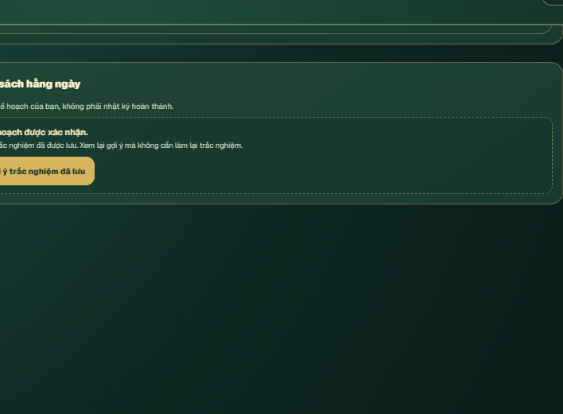 sách hằng ngày
ế hoạch của bạn, không phải nhật ký hoàn thành.
hoạch được xác nhận.
ắc nghiệm đã được lưu. Xem lại gợi ý mà không cần làm lại trắc nghiệm.
ý trắc nghiệm đã lưu